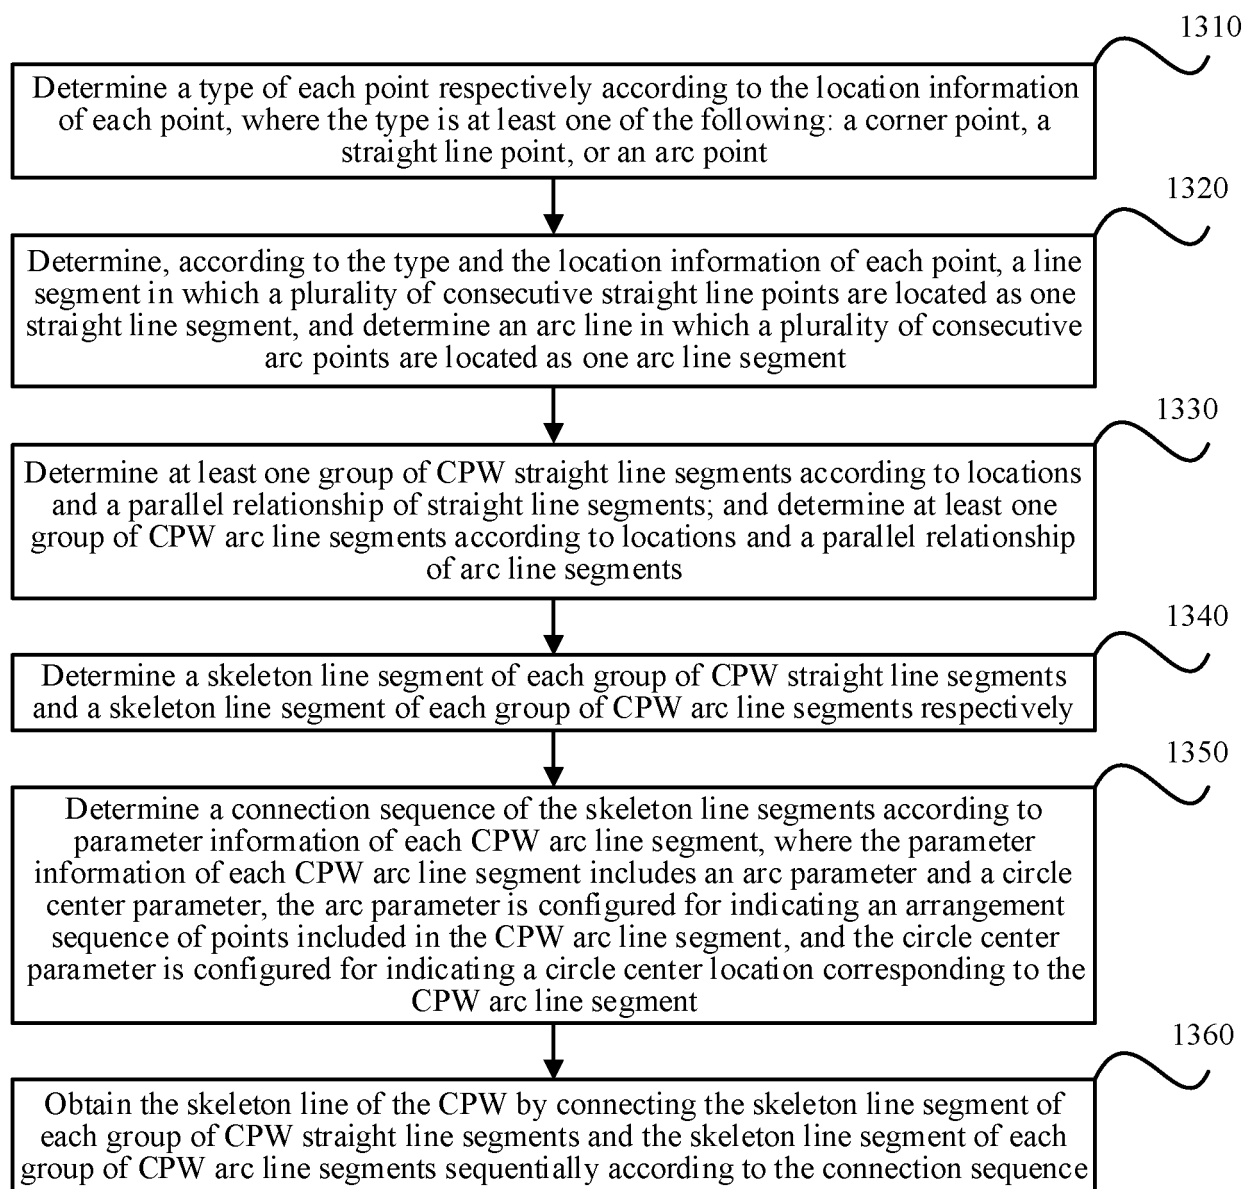 1310
Determine a type of each point respectively according to the location information
of each point, where the type is at least one of the following: a corner point, a
straight line point, or an arc point
1320
Determine, according to the type and the location information of each point, a line
segment in which a plurality of consecutive straight line points are located as one
straight line segment, and determine an arc line in which a plurality of consecutive
arc points are located as one arc line segment
1330
Determine at least one group of CPW straight line segments according to locations
and a parallel relationship of straight line segments; and determine at least one
group of CPW arc line segments according to locations and a parallel relationship
of arc line segments
1340
Determine a skeleton line segment of each group of CPW straight line segments
and a skeleton line segment of each group of CPW arc line segments respectively
1350
Determine a connection sequence of the skeleton line segments according to
parameter information of each CPW arc line segment, where the parameter
information of each CPW arc line segment includes an arc parameter and a circle
center parameter, the arc parameter is configured for indicating an arrangement
sequence of points included in the CPW arc line segment, and the circle center
parameter is configured for indicating a circle center location corresponding to the
CPW arc line segment
1360
Obtain the skeleton line of the CPW by connecting the skeleton line segment of
each group of CPW straight line segments and the skeleton line segment of each
group of CPW arc line segments sequentially according to the connection sequence